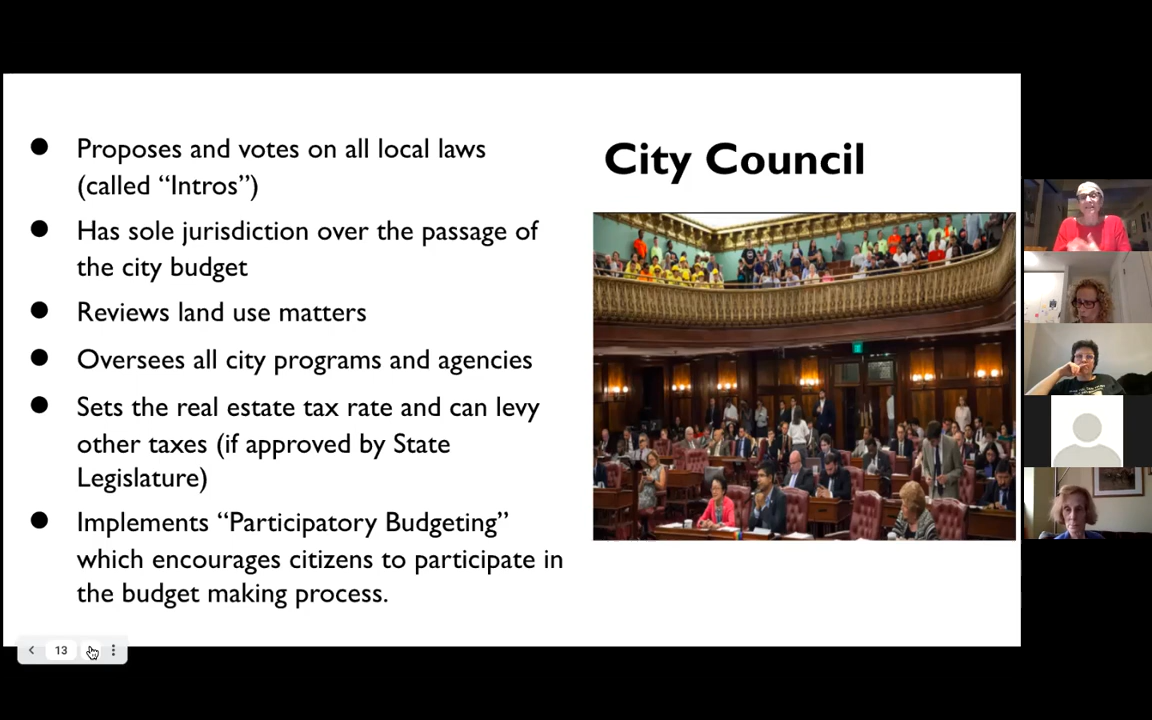 ● Proposes and votes on all local laws
(called “Intros”)
● Has sole jurisdiction over the passage of
the city budget
● Reviews land use matters
● Oversees all city programs and agencies
● Sets the real estate tax rate and can levy
other taxes (if approved by State
Legislature)
● Implements “Participatory Budgeting”
which encourages citizens to participate in
the budget making process.
City Council
13